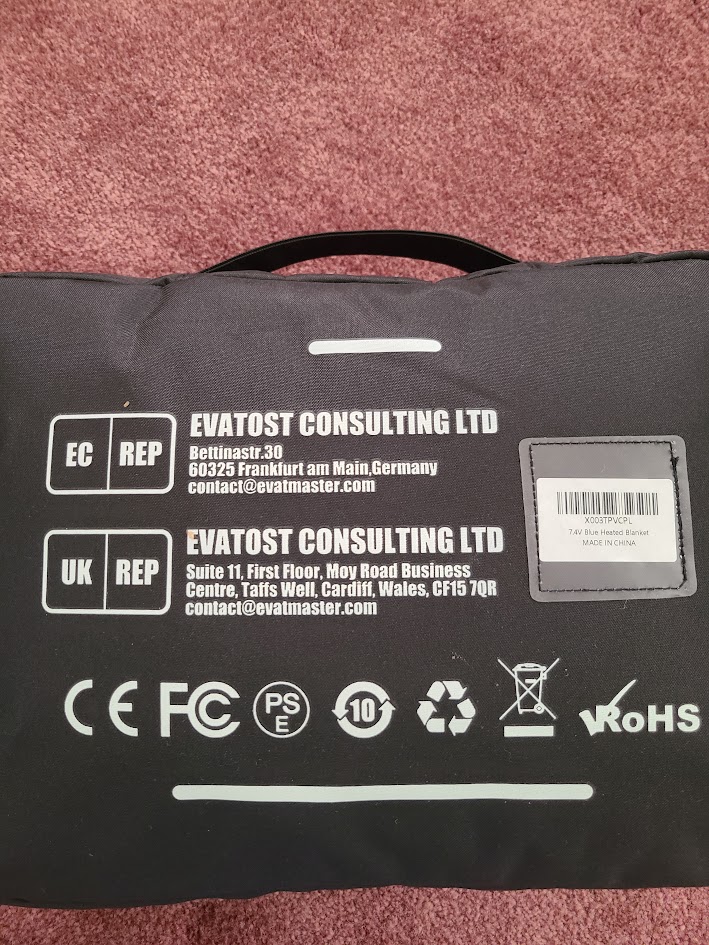 EC REP
EVATOST CONSULTING LTD
Bettinastr.30
60325 Frankfurt am Main,Germany
contact@evatmaster.com
UK REP
EVATOST CONSULTING LTD
Suite 11, First Floor, Moy Road Business
Centre, Taffs Well, Cardiff, Wales, CF15 7QR
contact@evatmaster.com
X003TPVCPL
7.4V Blue Heated Blanket
MADE IN CHINA
CE FC PS E 10 RoHS